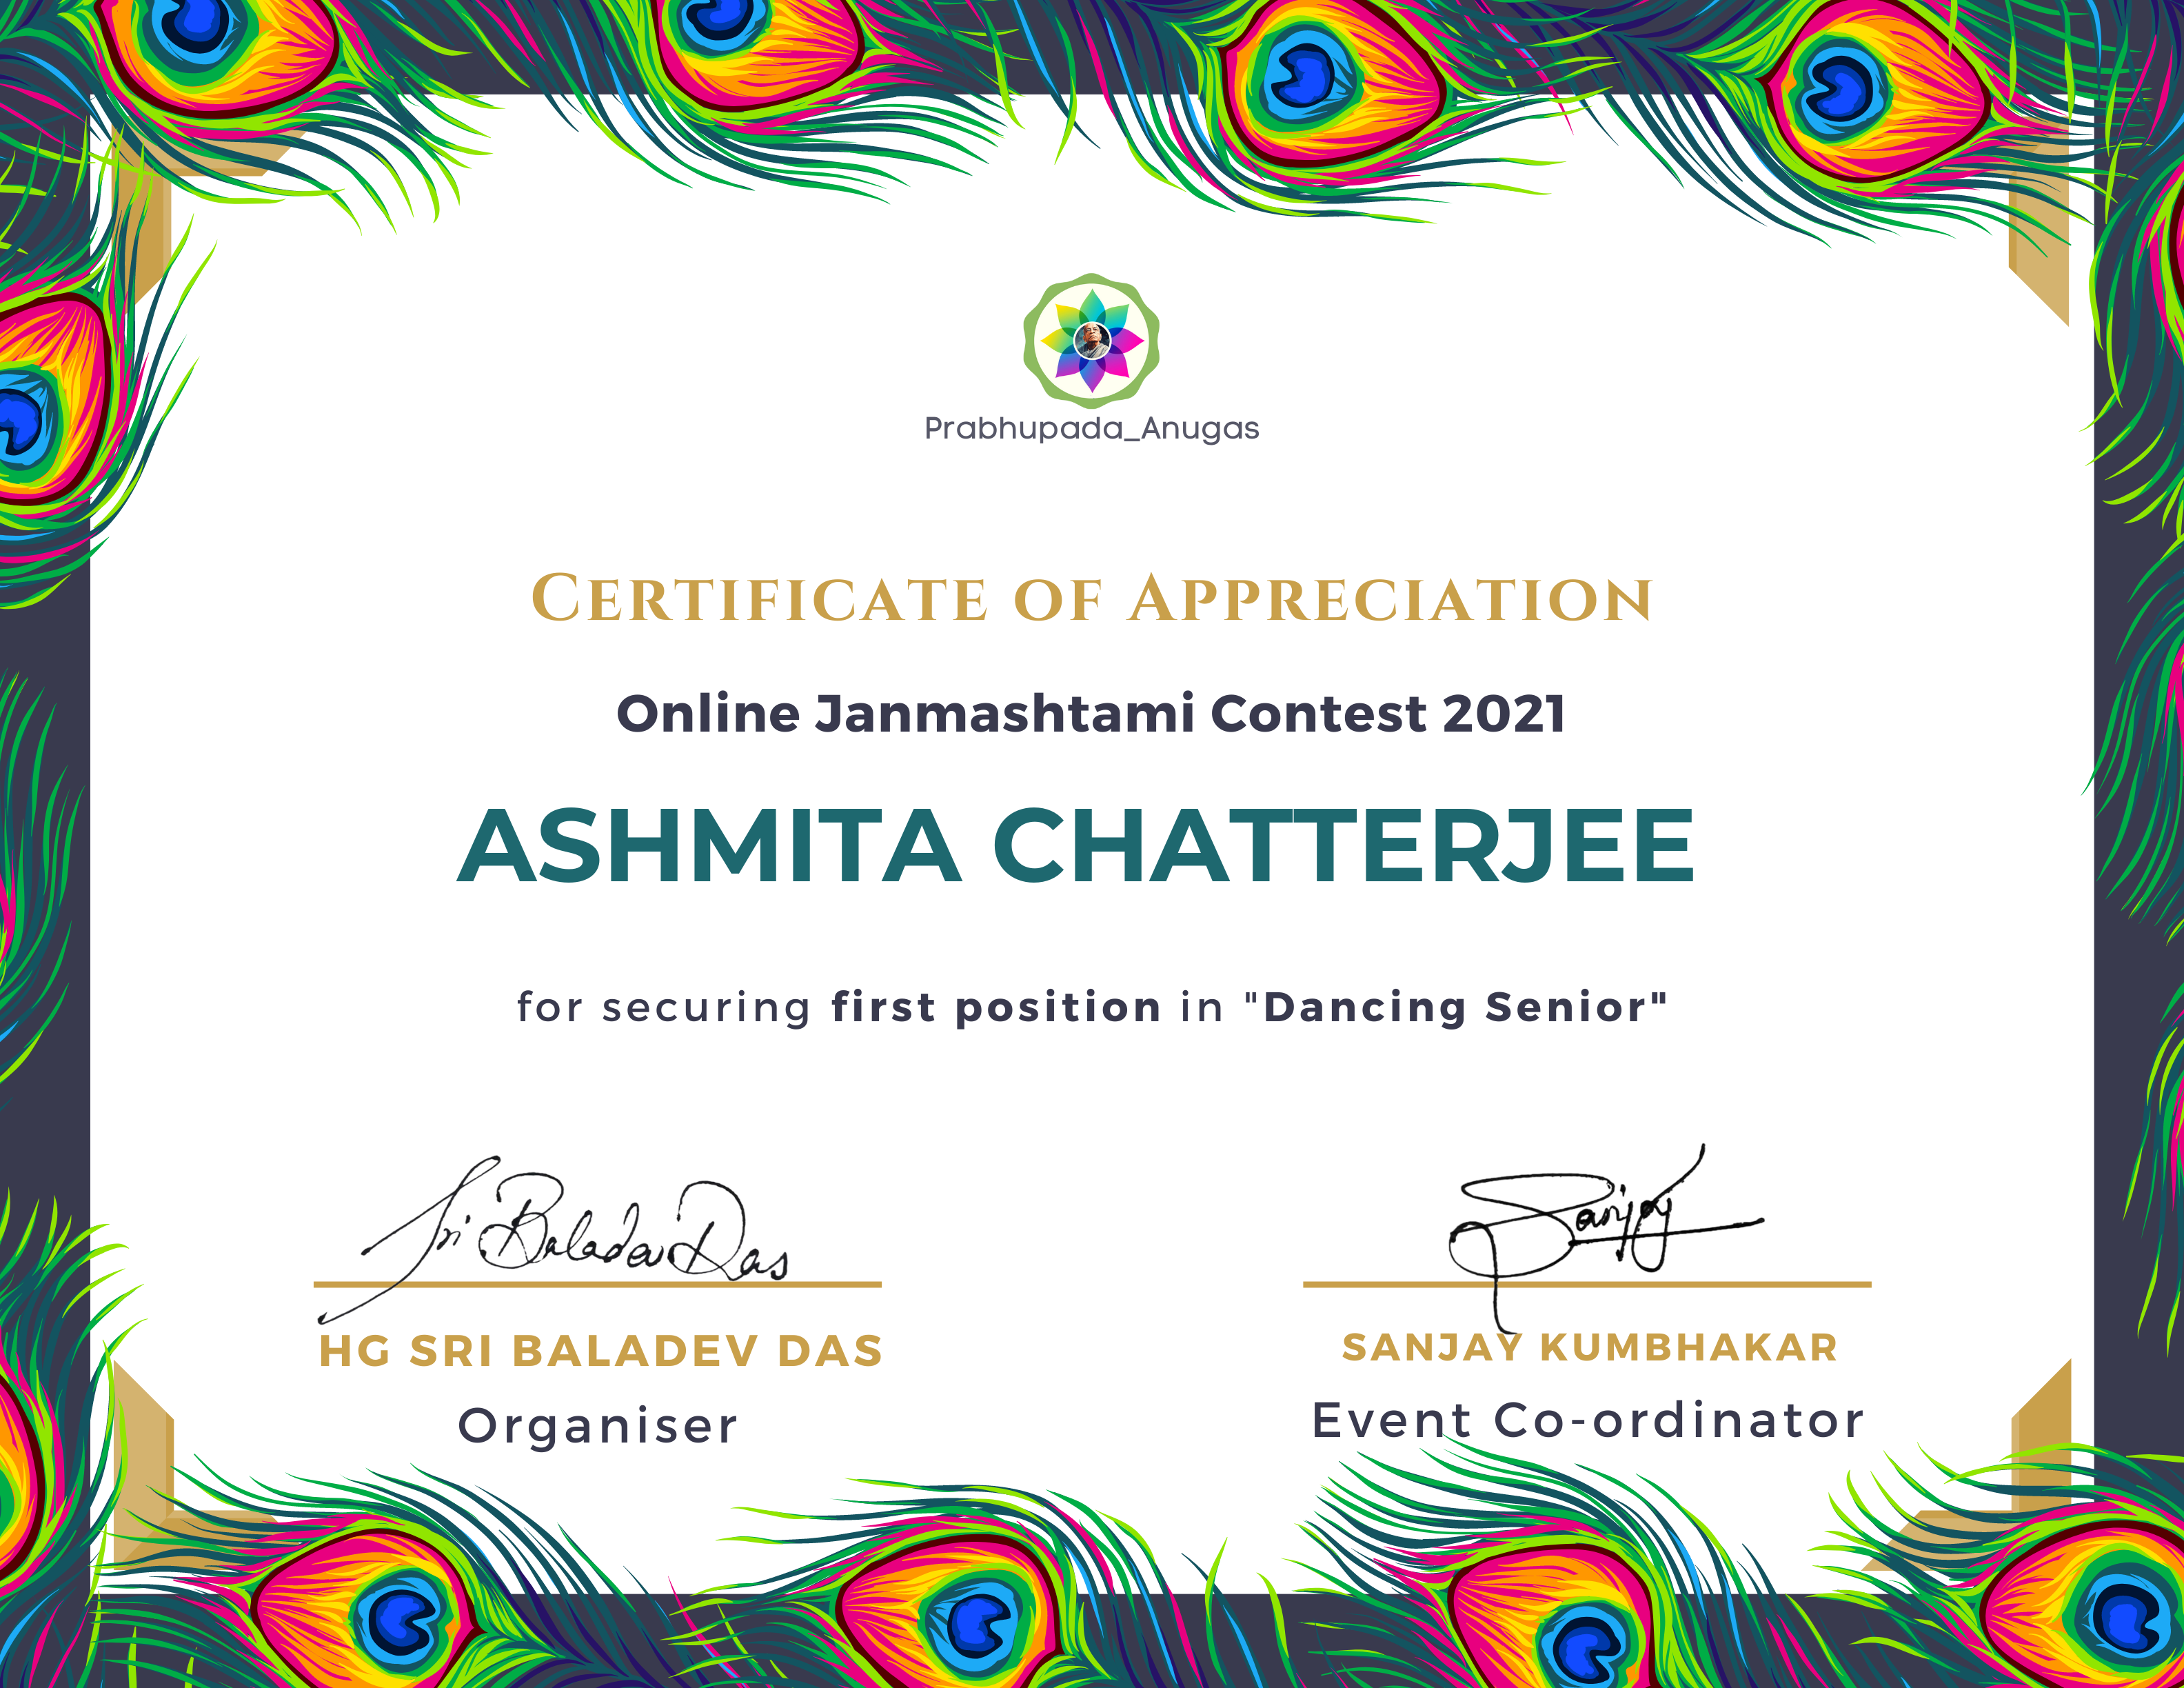 Prabhupada_Anugas
Certificate of Appreciation
Online Janmashtami Contest 2021
ASHMITA CHATTERJEE
for securing first position in "Dancing Senior"
Sri Baladev Das
Sanjay
HG SRI BALADEV DAS
SANJAY KUMBHAKAR
Organiser
Event Co-ordinator